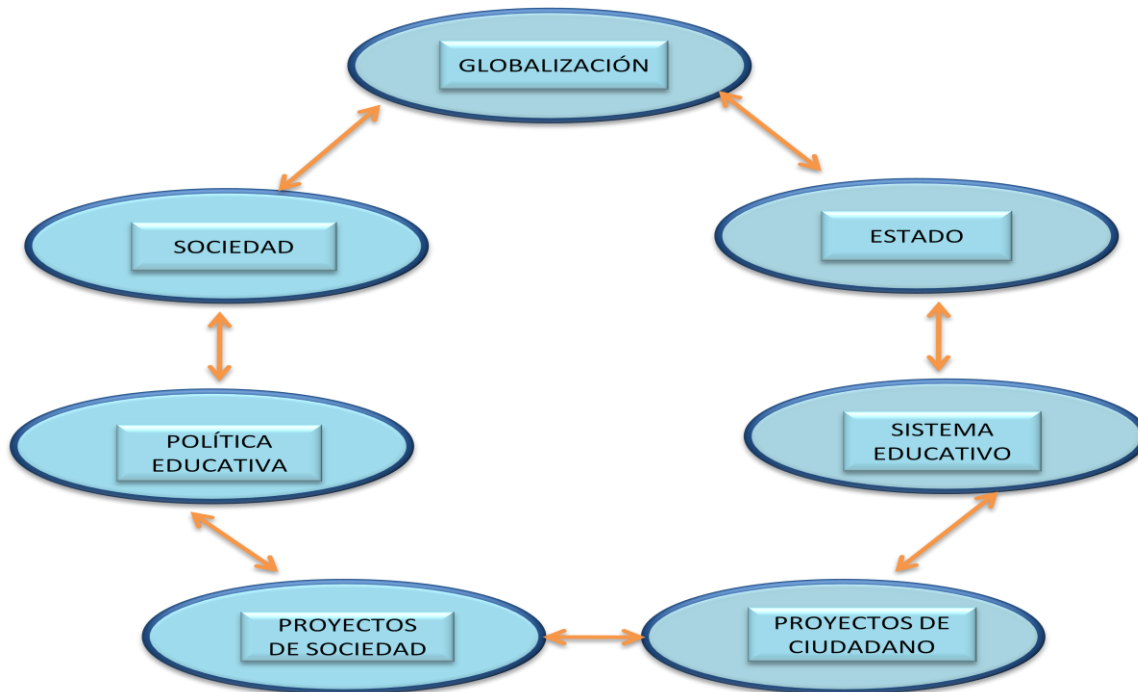 GLOBALIZACIÓN
SOCIEDAD
ESTADO
POLÍTICA
EDUCATIVA
SISTEMA
EDUCATIVO
PROYECTOS
DE SOCIEDAD
PROYECTOS DE
CIUDADANO